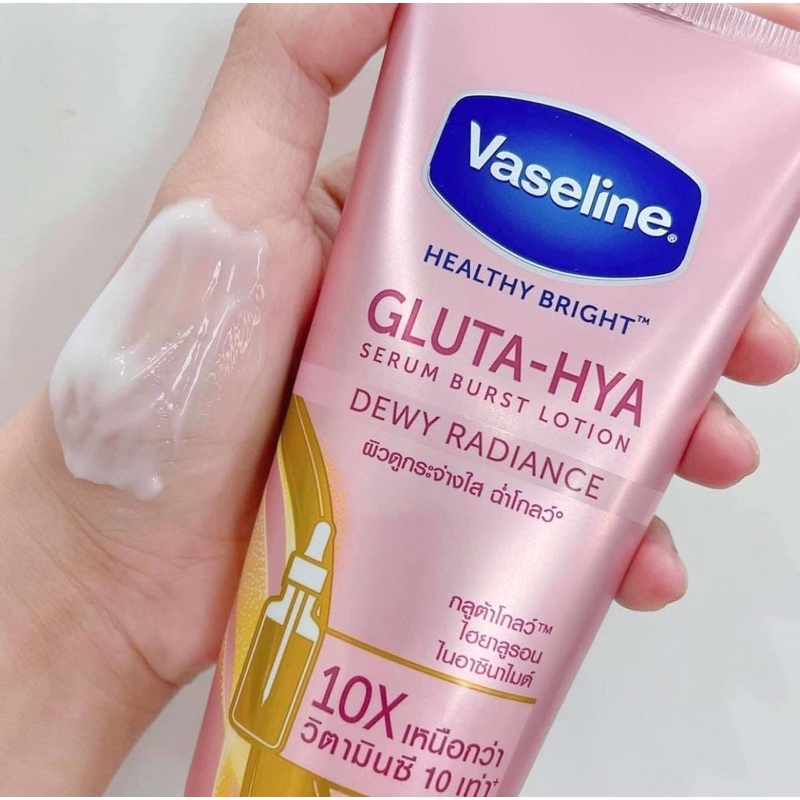 Vaseline®
HEALTHY BRIGHT™
GLUTA-HYA
SERUM BURST LOTION
DEWY RADIANCE
ผิวดูกระจ่างใส ฉ่ำโกลว์°
กลูต้าโกลว์™
ไฮยาลูรอน
ไนอาซินาไมด์
10X เหนือกว่า
วิตามินซี 10 เท่า⁺